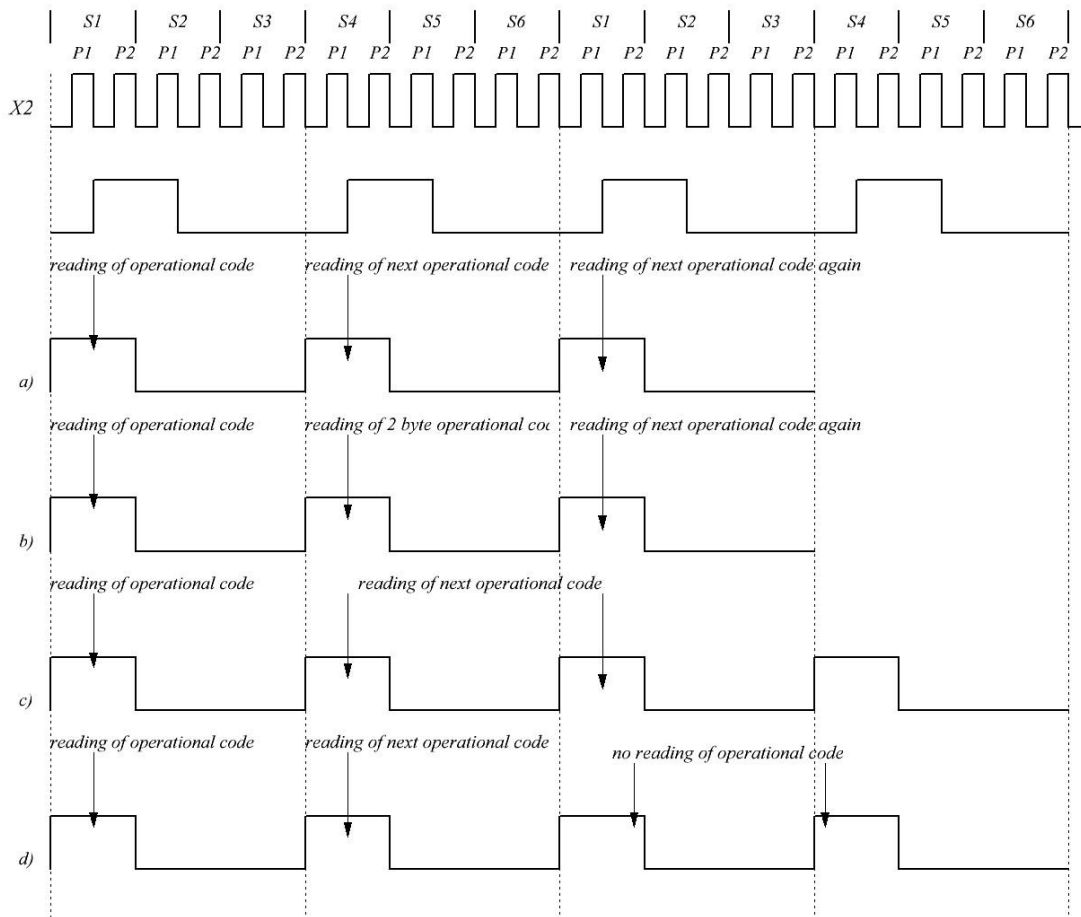 S1 S2 S3 S4 S5 S6 S1 S2 S3 S4 S5 S6
P1 P2 P1 P2 P1 P2 P1 P2 P1 P2 P1 P2 P1 P2 P1 P2 P1 P2 P1 P2 P1 P2 P1 P2
X2
reading of operational code reading of next operational code reading of next operational code again
a)
reading of operational code reading of 2 byte operational coc reading of next operational code again
b)
reading of operational code reading of next operational code
c)
reading of operational code reading of next operational code no reading of operational code
d)